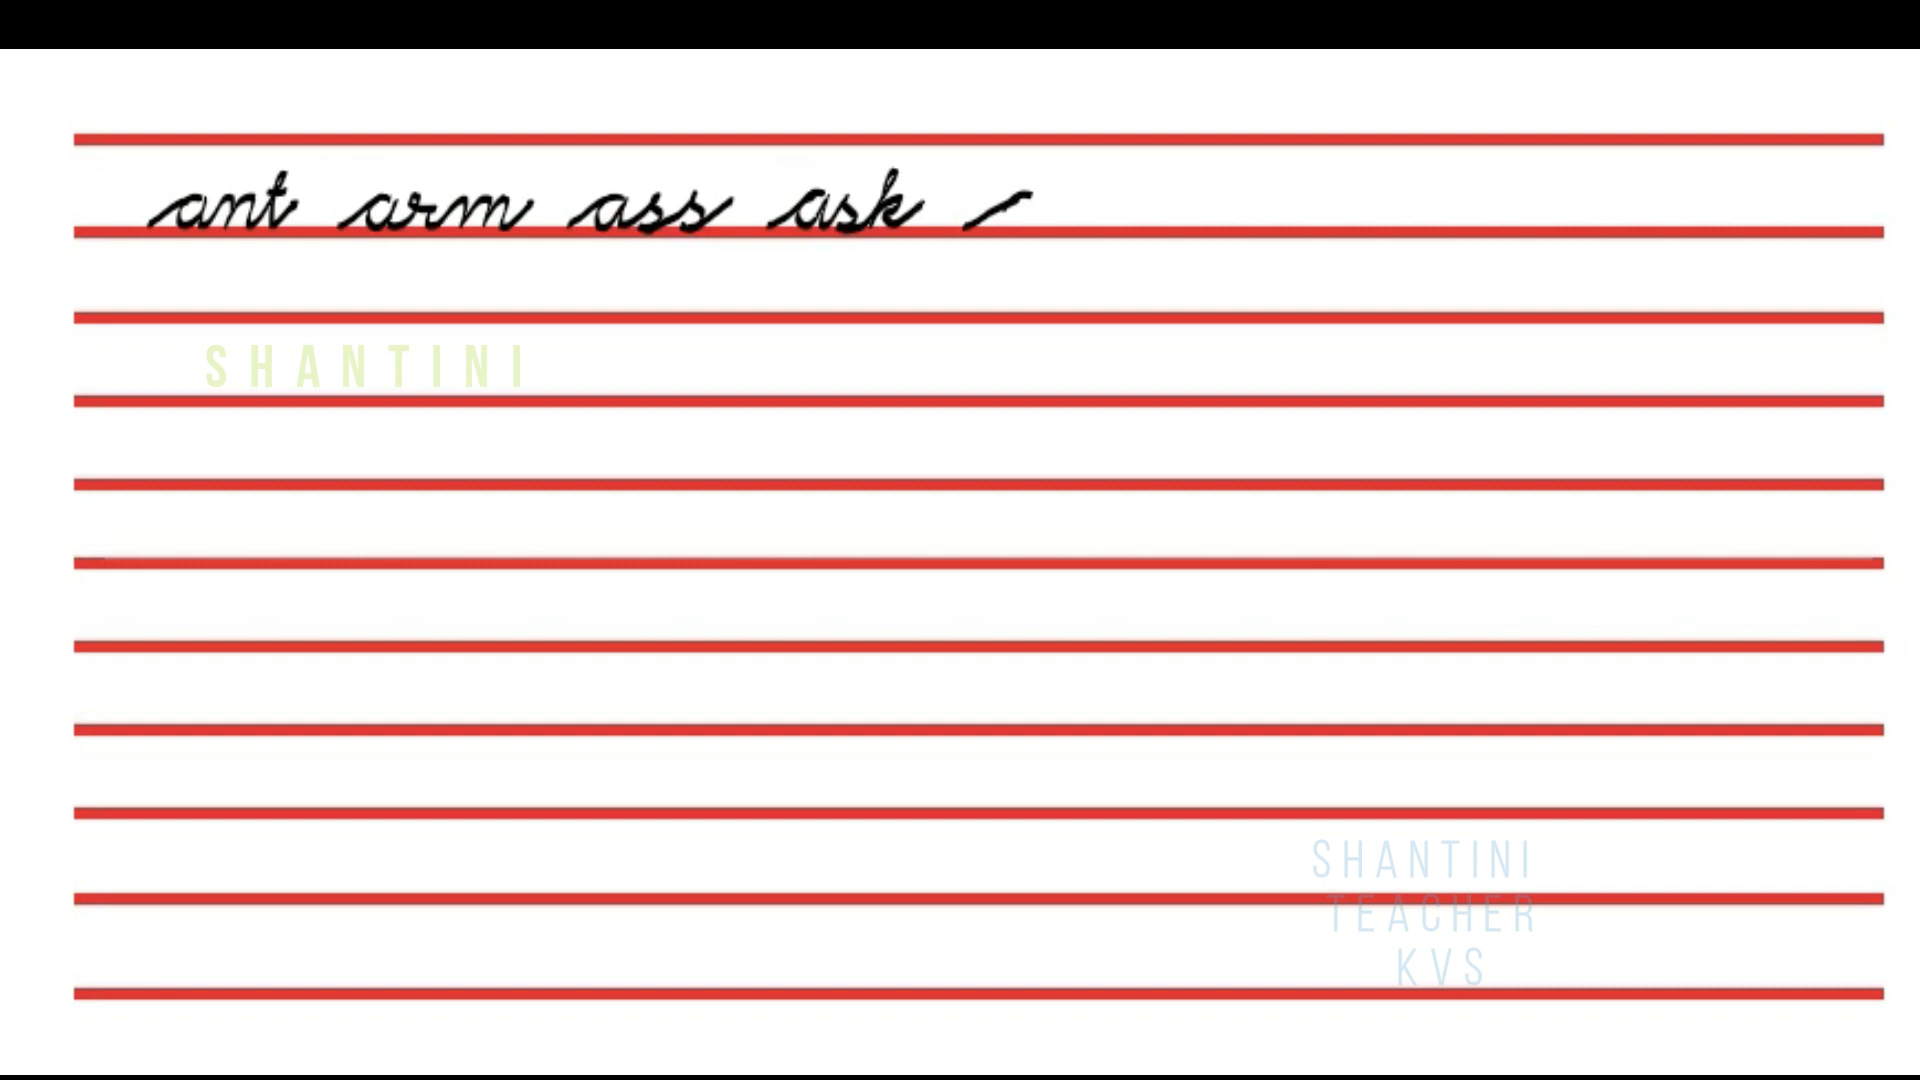 ant arm ass ask
SHANTINI
SHANTINI
TEACHER
KVS